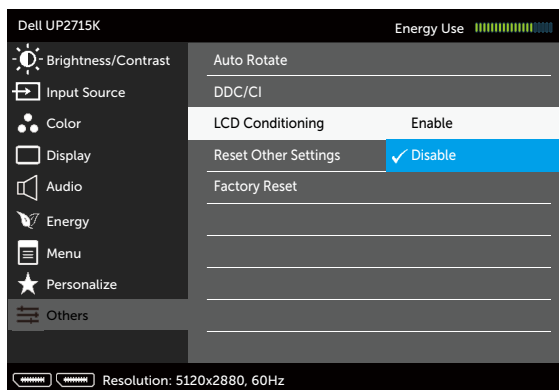 Dell UP2715K
Energy Use
Brightness/Contrast
Auto Rotate
Input Source
DDC/CI
Color
LCD Conditioning
Enable
Display
Reset Other Settings
Disable
Audio
Factory Reset
Energy
Menu
Personalize
Others
Resolution: 5120x2880, 60Hz